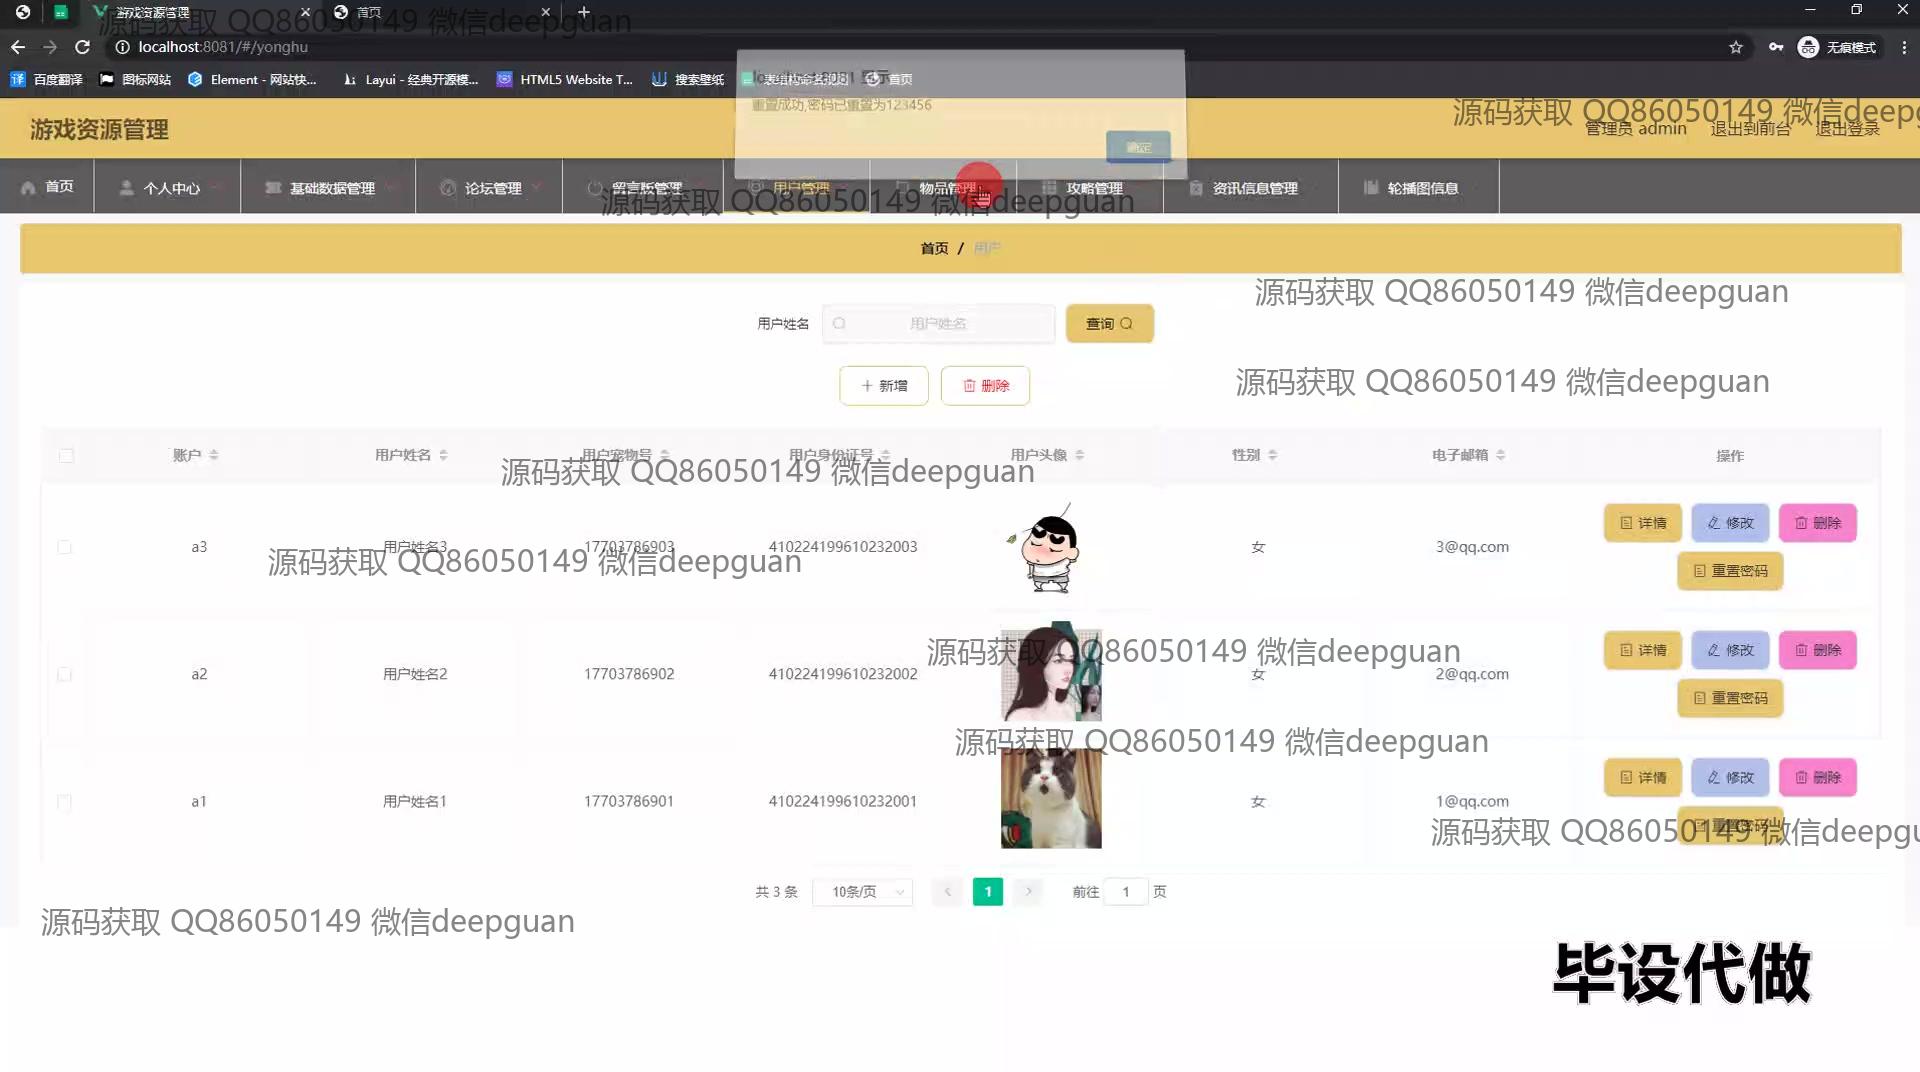 游戏资源管理
首页
localhost:8081/#/yonghu
无痕模式
百度翻译
图标网站
Element - 网站快...
Layui - 经典开源模...
HTML5 Website T...
搜索壁纸
首页
重置成功,密码已重置为123456
确定
游戏资源管理
管理员 admin
退出到前台
退出登录
首页
个人中心
基础数据管理
论坛管理
留言版管理
用户管理
物品管理
攻略管理
资讯信息管理
轮播图信息
首页 / 用户
用户姓名
用户姓名
查询
新增
删除
账户
用户姓名
用户宠物号
用户身份证号
用户头像
性别
电子邮箱
操作
a3
用户姓名3
17703786903
410224199610232003
女
3@qq.com
详情
修改
删除
重置密码
a2
用户姓名2
17703786902
410224199610232002
女
2@qq.com
详情
修改
删除
重置密码
a1
用户姓名1
17703786901
410224199610232001
女
1@qq.com
详情
修改
删除
重置密码
共 3 条
10条/页
1
前往
1
页
源码获取 QQ86050149 微信deepguan
源码获取 QQ86050149 微信deepg
源码获取 QQ86050149 微信deepguan
源码获取 QQ86050149 微信deepguan
源码获取 QQ86050149 微信deepguan
源码获取 QQ86050149 微信deepguan
源码获取 QQ86050149 微信deepguan
源码获取 QQ86050149 微信deepguan
源码获取 QQ86050149 微信deepguan
源码获取 QQ86050149 微信deepgu
源码获取 QQ86050149 微信deepguan
毕设代做